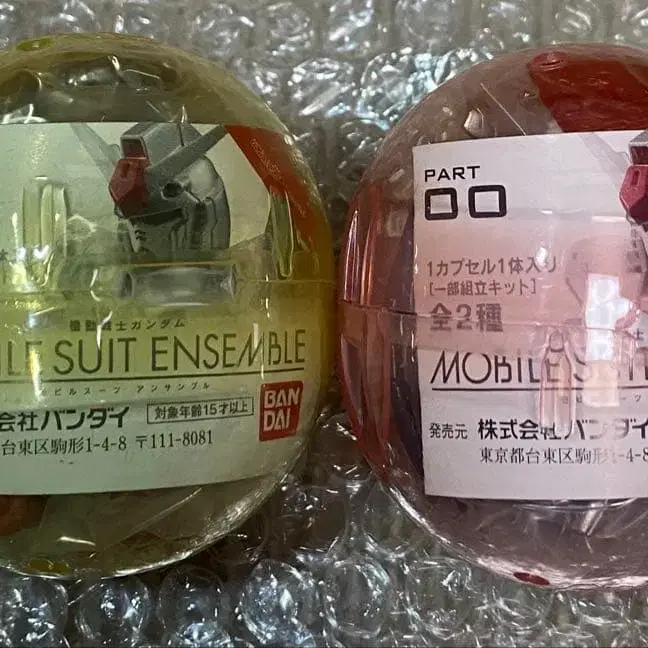 機動戦士ガンダム
ILE SUIT ENSEMBLE
ビルスーツ アンサンブル
会社バンダイ
対象年齢15才以上
BAN
DAI
台東区駒形1-4-8 〒111-8081
PART
00
1カプセル1体入り
[一部組立キット]
全2種
MOBILE SUIT
発売元 株式会社バンダイ
東京都台東区駒形1-4-8